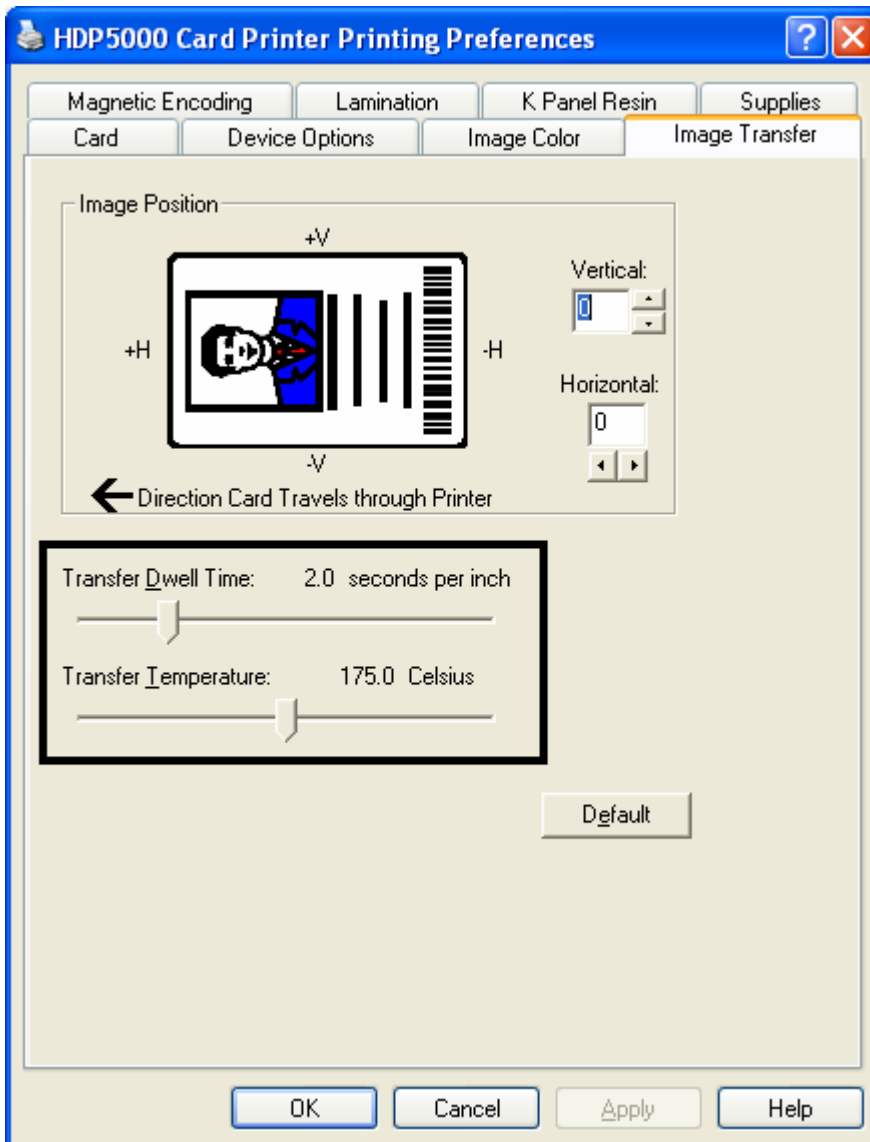 HDP5000 Card Printer Printing Preferences
Magnetic Encoding Lamination K Panel Resin Supplies
Card Device Options Image Color Image Transfer
Image Position
+V
Vertical:
0
+H -H
Horizontal:
0
-V
Direction Card Travels through Printer
Transfer Dwell Time: 2.0 seconds per inch
Transfer Temperature: 175.0 Celsius
Default
OK Cancel Apply Help